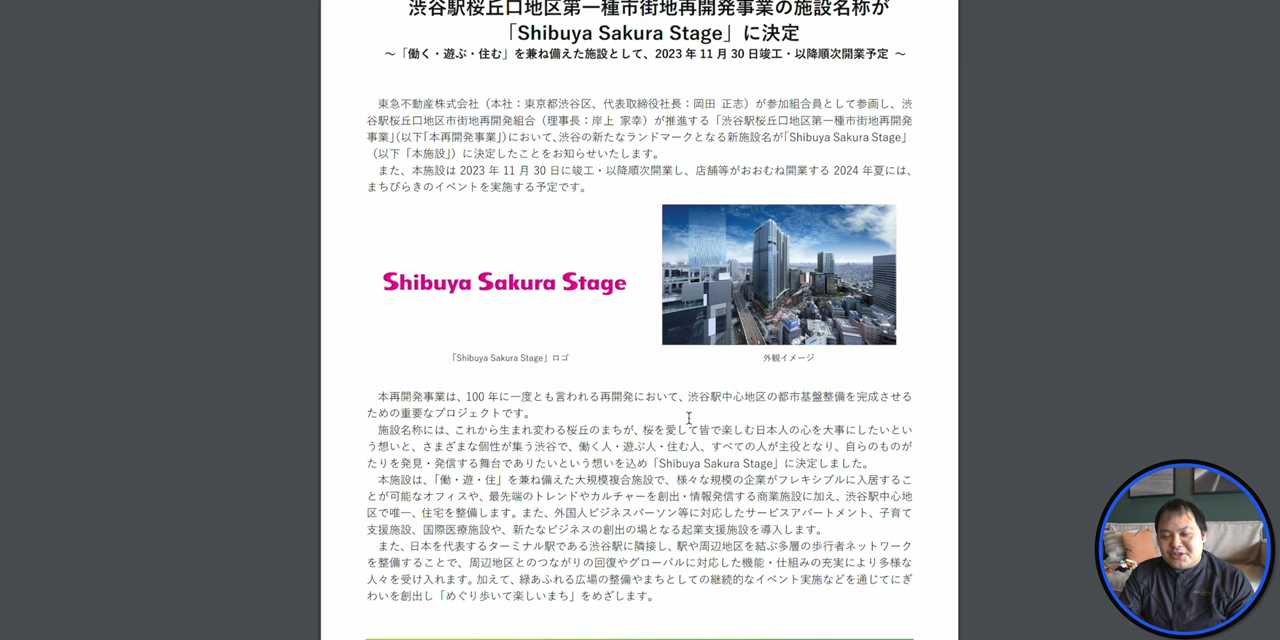 渋谷駅桜丘口地区第一種市街地再開発事業の施設名称が
「Shibuya Sakura Stage」に決定
～「働く・遊ぶ・住む」を兼ね備えた施設として、2023 年 11 月 30 日竣工・以降順次開業予定 ～
東急不動産株式会社（本社：東京都渋谷区、代表取締役社長：岡田 正志）が参加組合員として参画し、渋
谷駅桜丘口地区市街地再開発組合（理事長：岸上 家幸）が推進する「渋谷駅桜丘口地区第一種市街地再開発
事業」（以下「本再開発事業」）において、渋谷の新たなランドマークとなる新施設名が「Shibuya Sakura Stage」
（以下「本施設」）に決定したことをお知らせいたします。
また、本施設は 2023 年 11 月 30 日に竣工・以降順次開業し、店舗等がおおむね開業する 2024 年夏には、
まちびらきのイベントを実施する予定です。
Shibuya Sakura Stage
「Shibuya Sakura Stage」ロゴ
外観イメージ
本再開発事業は、100 年に一度とも言われる再開発において、渋谷駅中心地区の都市基盤整備を完成させる
ための重要なプロジェクトです。
施設名称には、これから生まれ変わる桜丘のまちが、桜を愛して皆で楽しむ日本人の心を大事にしたいとい
う想いと、さまざまな個性が集う渋谷で、働く人・遊ぶ人・住む人、すべての人が主役となり、自らのものが
たりを発見・発信する舞台でありたいという想いを込め「Shibuya Sakura Stage」に決定しました。
本施設は、「働・遊・住」を兼ね備えた大規模複合施設で、様々な規模の企業がフレキシブルに入居するこ
とが可能なオフィスや、最先端のトレンドやカルチャーを創出・情報発信する商業施設に加え、渋谷駅中心地
区で唯一、住宅を整備します。また、外国人ビジネスパーソン等に対応したサービスアパートメント、子育て
支援施設、国際医療施設や、新たなビジネスの創出の場となる起業支援施設を導入します。
また、日本を代表するターミナル駅である渋谷駅に隣接し、駅や周辺地区を結ぶ多層の歩行者ネットワーク
を整備することで、周辺地区とのつながりの回復やグローバルに対応した機能・仕組みの充実により多様な
人々を受け入れます。加えて、緑あふれる広場の整備やまちとしての継続的なイベント実施などを通じてにぎ
わいを創出し「めぐり歩いて楽しいまち」をめざします。